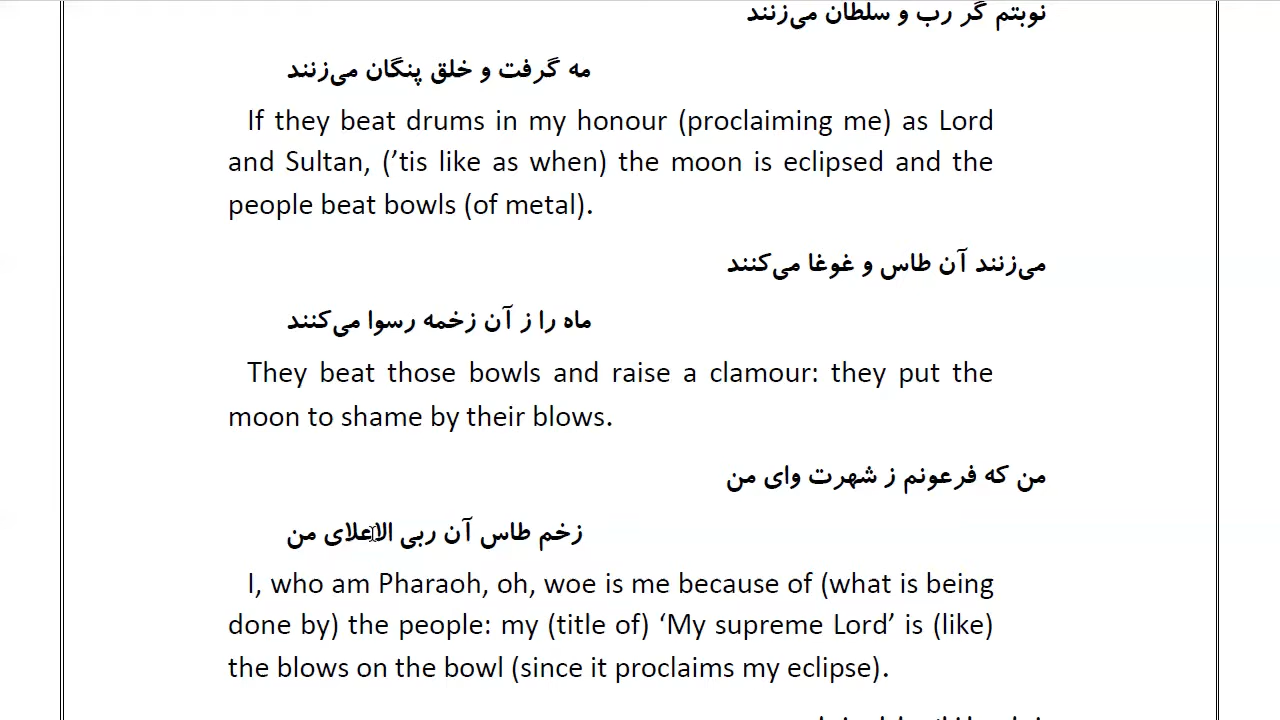 نوبتم گر رب و سلطان می‌زنند
مه گرفت و خلق پنگان می‌زنند
If they beat drums in my honour (proclaiming me) as Lord
and Sultan, (’tis like as when) the moon is eclipsed and the
people beat bowls (of metal).
می‌زنند آن طاس و غوغا می‌کنند
ماه را ز آن زخمه رسوا می‌کنند
They beat those bowls and raise a clamour: they put the
moon to shame by their blows.
من که فرعونم ز شهرت وای من
زخم طاس آن ربی الاعلای من
I, who am Pharaoh, oh, woe is me because of (what is being
done by) the people: my (title of) ‘My supreme Lord’ is (like)
the blows on the bowl (since it proclaims my eclipse).